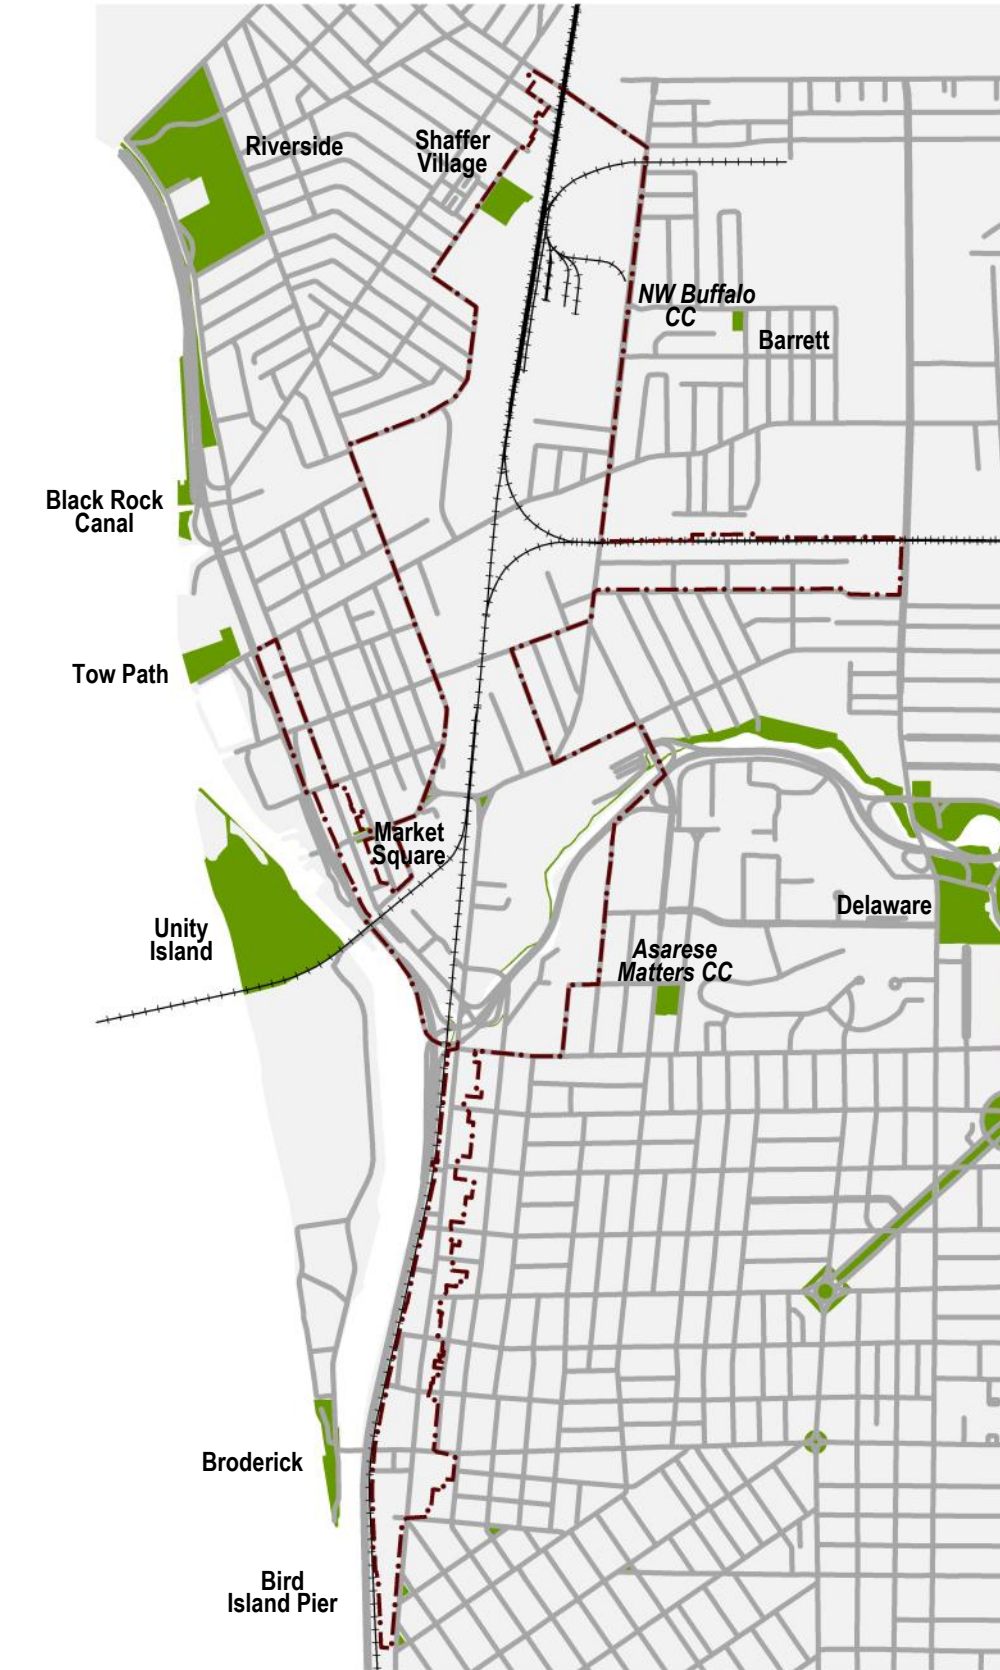 Riverside
Shaffer
Village
NW Buffalo
CC
Barrett
Black Rock
Canal
Tow Path
Market
Square
Unity
Island
Delaware
Asarese
Matters CC
Broderick
Bird
Island Pier